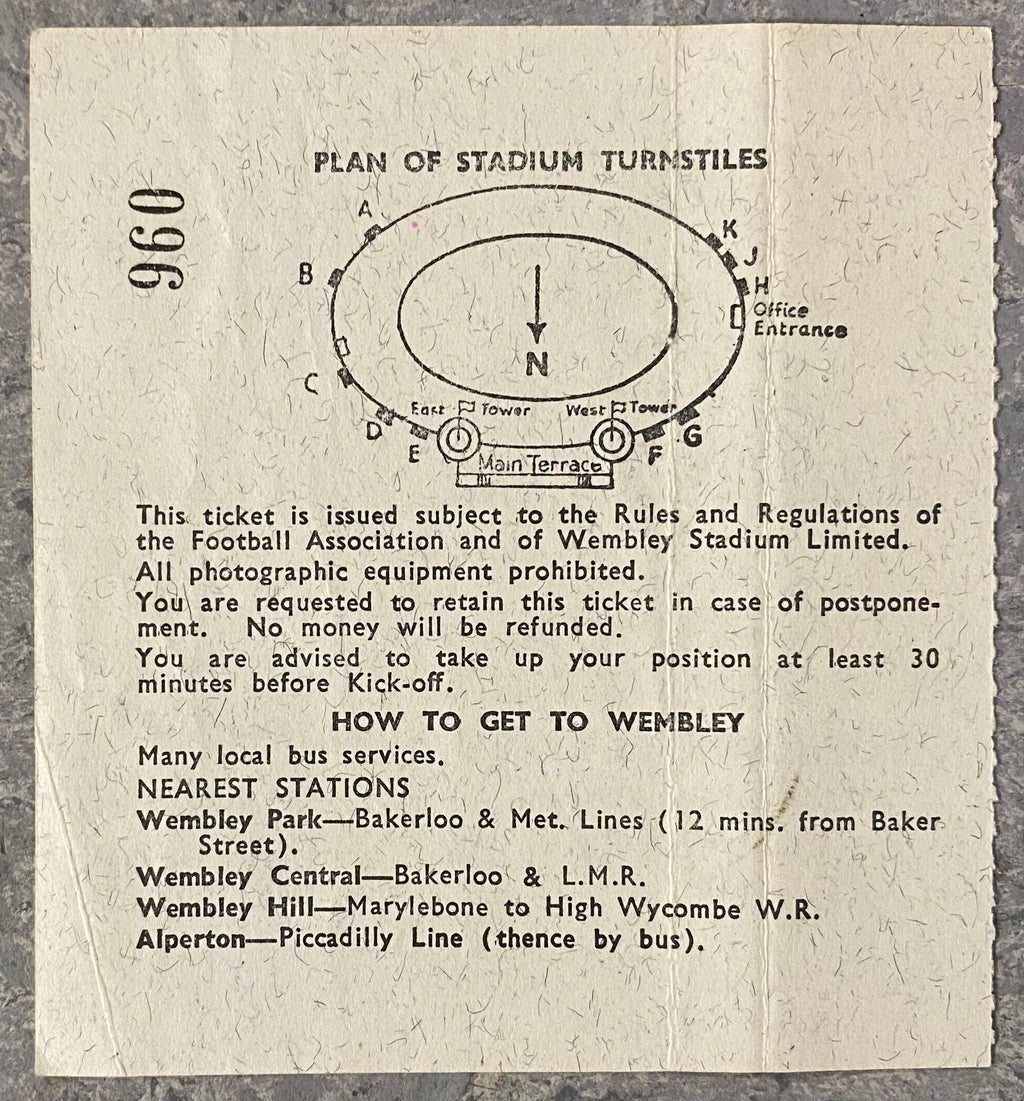 PLAN OF STADIUM TURNSTILES
960
A
B
C
D
E
K
J
H
Office
Entrance
N
East Tower
West Tower
F
G
Main Terrace
This ticket is issued subject to the Rules and Regulations of
the Football Association and of Wembley Stadium Limited.
All photographic equipment prohibited.
You are requested to retain this ticket in case of postpone-
ment. No money will be refunded.
You are advised to take up your position at least 30
minutes before Kick-off.
HOW TO GET TO WEMBLEY
Many local bus services.
NEAREST STATIONS
Wembley Park—Bakerloo & Met. Lines (12 mins. from Baker
Street).
Wembley Central—Bakerloo & L.M.R.
Wembley Hill—Marylebone to High Wycombe W.R.
Alperton—Piccadilly Line (thence by bus).